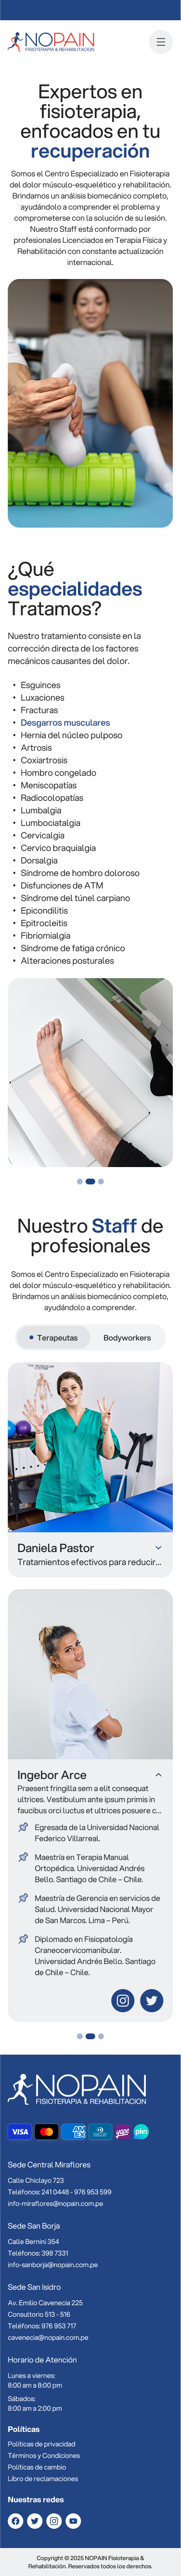 NOPAIN
FISIOTERAPIA & REHABILITACIÓN
Expertos en
fisioterapia,
enfocados en tu
recuperación
Somos el Centro Especializado en Fisioterapia
del dolor músculo-esquelético y rehabilitación.
Brindamos un análisis biomecánico completo,
ayudándolo a comprender el problema y
comprometerse con la solución de su lesión.
Nuestro Staff está conformado por
profesionales Licenciados en Terapia Física y
Rehabilitación con constante actualización
internacional.
¿Qué
especialidades
Tratamos?
Nuestro tratamiento consiste en la
corrección directa de los factores
mecánicos causantes del dolor.
• Esguinces
• Luxaciones
• Fracturas
• Desgarros musculares
• Hernia del núcleo pulposo
• Artrosis
• Coxiartrosis
• Hombro congelado
• Meniscopatías
• Radiocolopatías
• Lumbalgia
• Lumbociatalgia
• Cervicalgia
• Cervico braquialgia
• Dorsalgia
• Síndrome de hombro doloroso
• Disfunciones de ATM
• Síndrome del túnel carpiano
• Epicondilitis
• Epitrocleitis
• Fibriomialgia
• Síndrome de fatiga crónico
• Alteraciones posturales
Nuestro Staff de
profesionales
Somos el Centro Especializado en Fisioterapia
del dolor músculo-esquelético y rehabilitación.
Brindamos un análisis biomecánico completo,
ayudándolo a comprender.
Terapeutas
Bodyworkers
Daniela Pastor
Tratamientos efectivos para reducir...
Ingebor Arce
Praesent fringilla sem a elit consequat
ultrices. Vestibulum ante ipsum primis in
faucibus orci luctus et ultrices posuere c...
Egresada de la Universidad Nacional
Federico Villarreal.
Maestría en Terapia Manual
Ortopédica. Universidad Andrés
Bello. Santiago de Chile – Chile.
Maestría de Gerencia en servicios de
Salud. Universidad Nacional Mayor
de San Marcos. Lima – Perú.
Diplomado en Fisiopatología
Craneocervicomanibular.
Universidad Andrés Bello. Santiago
de Chile – Chile.
NOPAIN
FISIOTERAPIA & REHABILITACIÓN
VISA
yape
plin
Sede Central Miraflores
Calle Chiclayo 723
Teléfonos: 241 0448 - 976 953 599
info-miraflores@nopain.com.pe
Sede San Borja
Calle Bernini 354
Teléfonos: 398 7331
info-sanborja@nopain.com.pe
Sede San Isidro
Av. Emilio Cavenecia 225
Consultorio 513 - 516
Teléfonos: 976 953 717
cavenecia@nopain.com.pe
Horario de Atención
Lunes a viernes:
8:00 am a 8:00 pm
Sábados:
8:00 am a 2:00 pm
Políticas
Políticas de privacidad
Términos y Condiciones
Políticas de cambio
Libro de reclamaciones
Nuestras redes
Copyright © 2025 NOPAIN Fisioterapia &
Rehabilitación. Reservados todos los derechos.